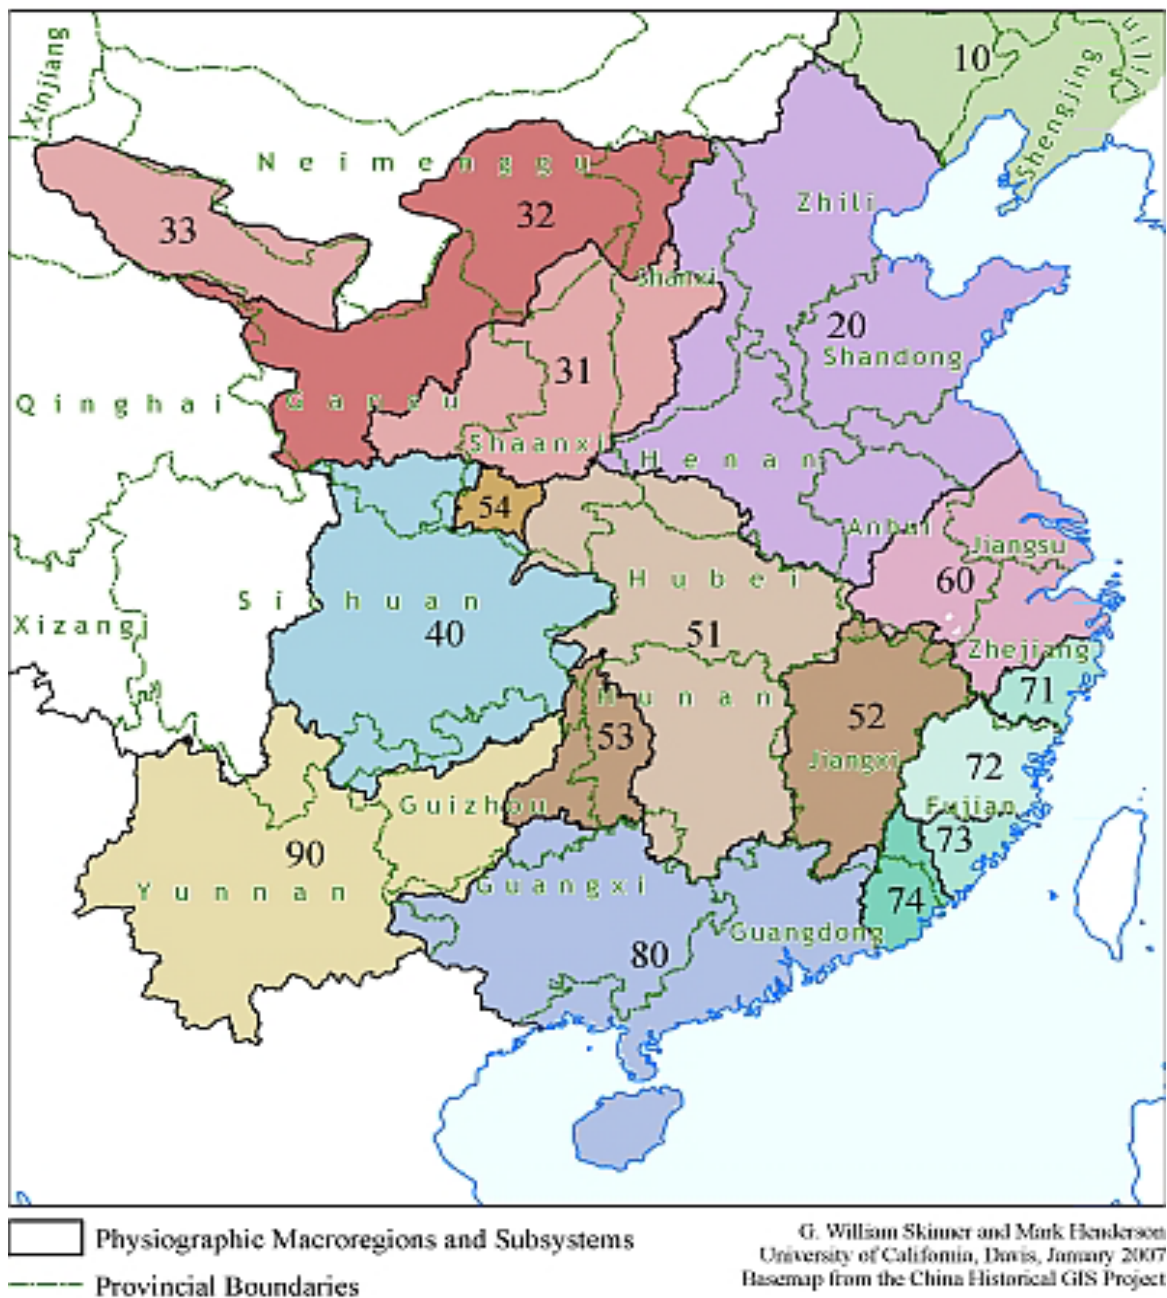 Xinjiang
10
Jilin
Shengjing
Neimenggu
Zhili
33
32
Shanxi
20
Shandong
31
Qinghai
Gansu
Shaanxi
Henan
54
Anhui
Jiangsu
60
Sichuan
Hubei
Xizang
40
51
Zhejiang
71
Hunan
52
53
Jiangxi
72
Guizhou
Fujian
73
90
Yunnan
Guangxi
74
Guangdong
80
Physiographic Macroregions and Subsystems
Provincial Boundaries
G. William Skinner and Mark Henderson
University of California, Davis, January 2007
Basemap from the China Historical GIS Project